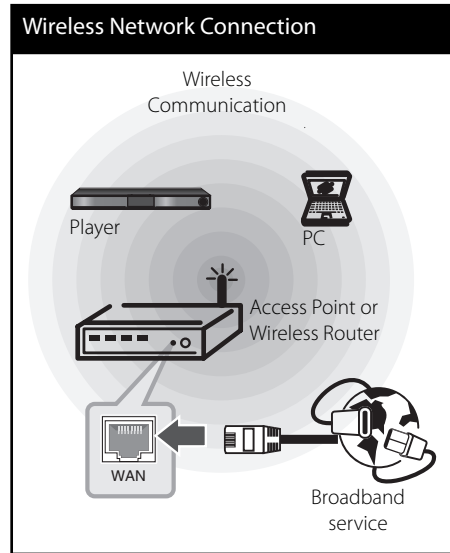 Wireless Network Connection
Wireless
Communication
Player
PC
Access Point or
Wireless Router
WAN
Broadband
service